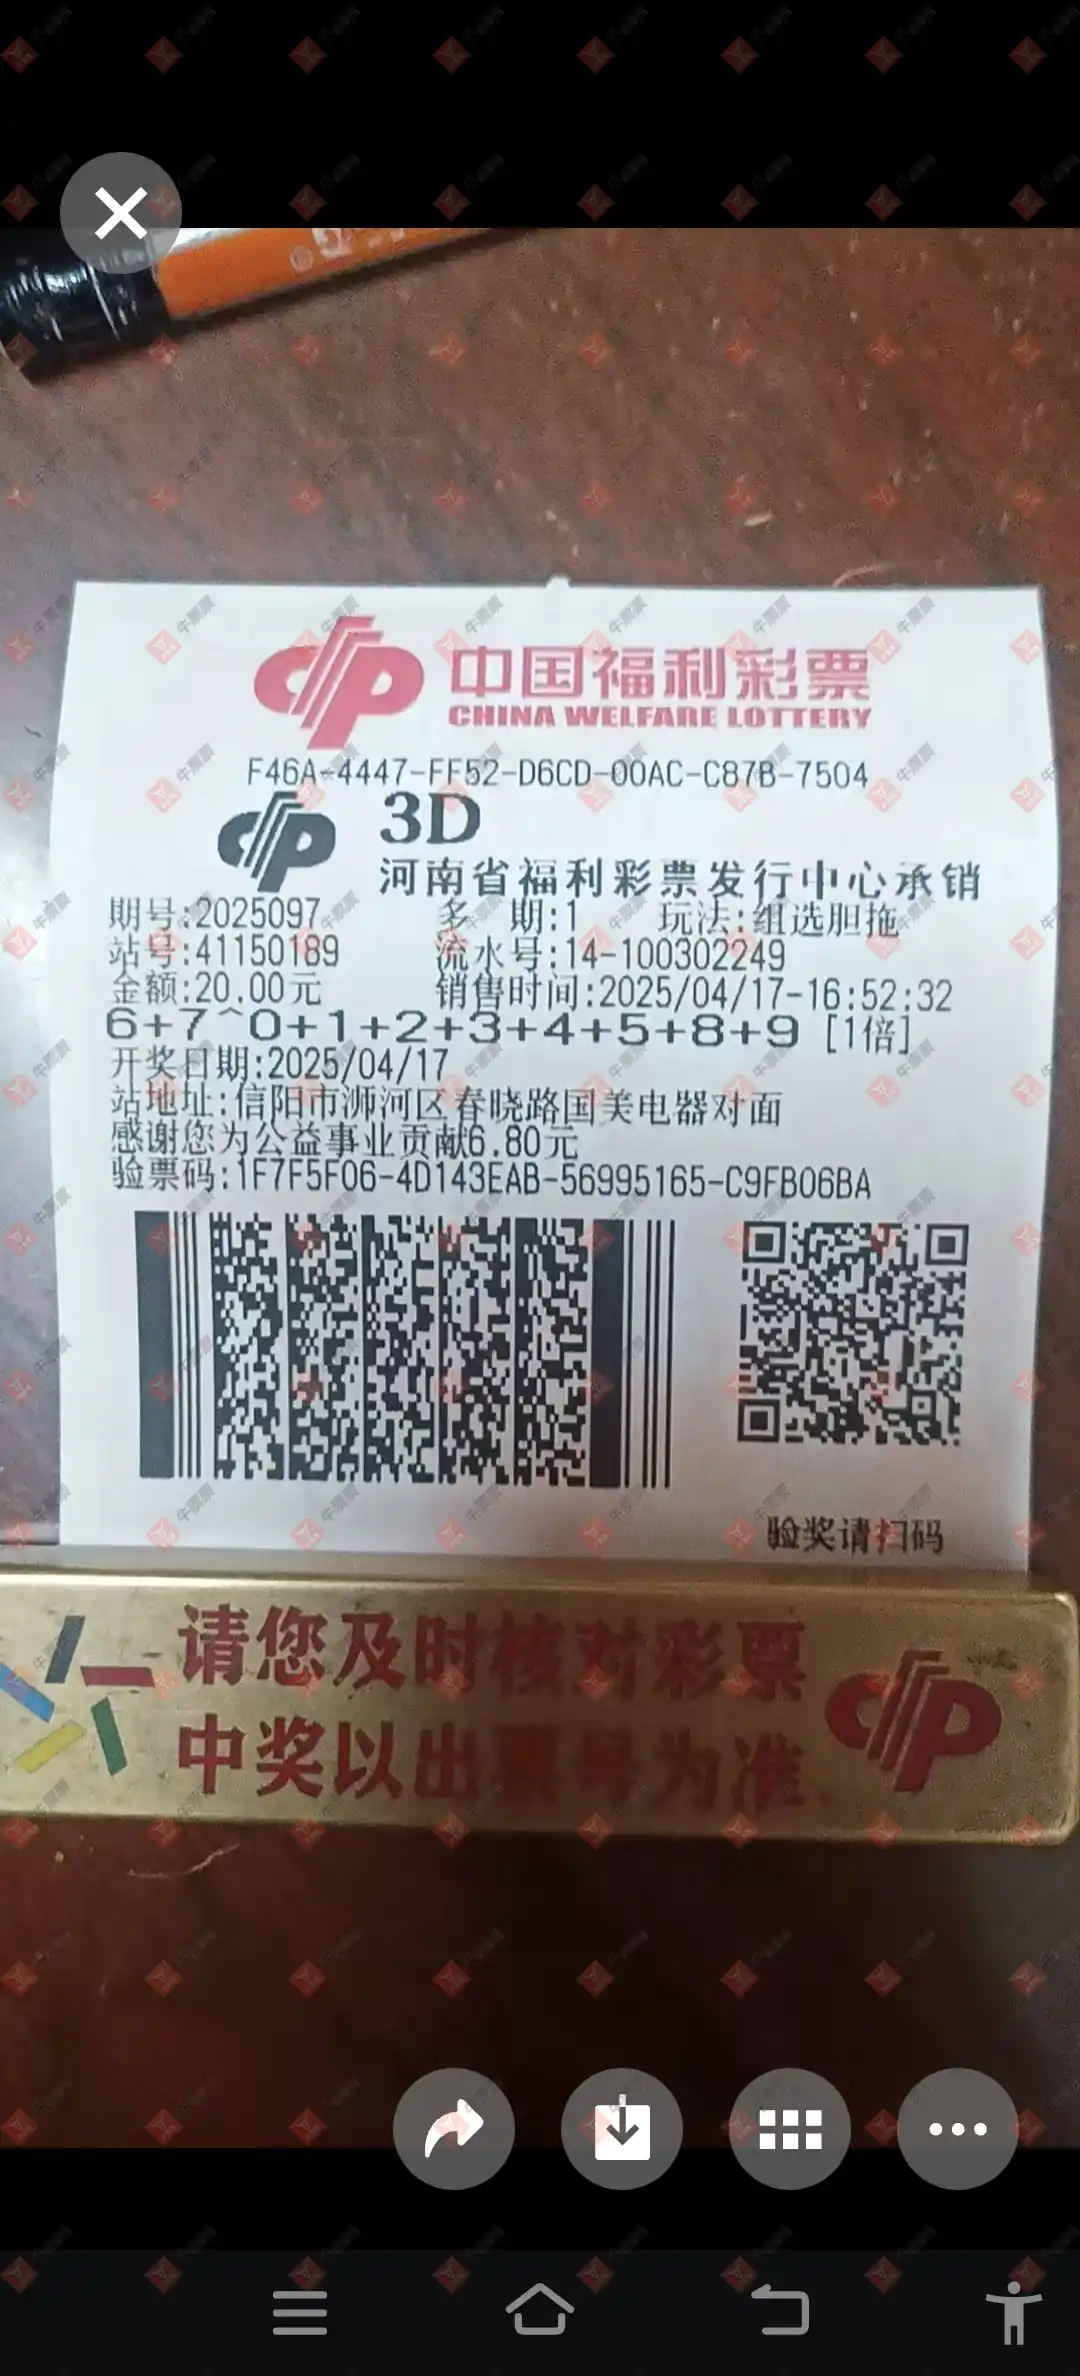 中国福利彩票
CHINA WELFARE LOTTERY
F46A-4447-FF52-D6CD-00AC-C87B-7504
3D
河南省福利彩票发行中心承销
期号:2025097 多 期:1 玩法:组选胆拖
站号:41150189 流水号:14-100302249
金额:20.00元 销售时间:2025/04/17-16:52:32
6+7^0+1+2+3+4+5+8+9 [1倍]
开奖日期:2025/04/17
站地址:信阳市浉河区春晓路国美电器对面
感谢您为公益事业贡献6.80元
验票码:1F7F5F06-4D143EAB-56995165-C9FB06BA
验奖请扫码
请您及时核对彩票
中奖以出票号为准
牛票票